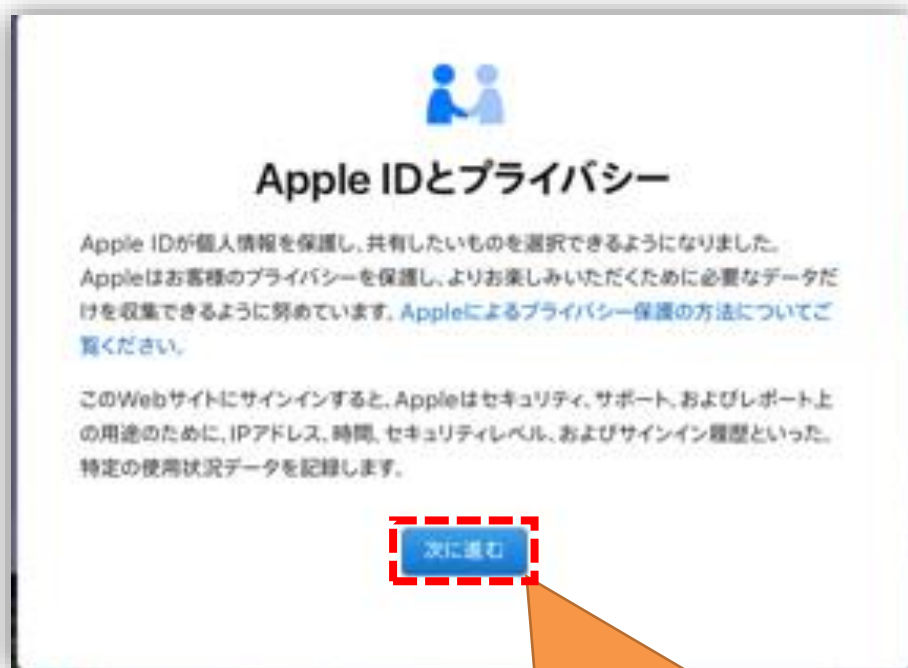 Apple IDとプライバシー
Apple IDが個人情報を保護し、共有したいものを選択できるようになりました。
Appleはお客様のプライバシーを保護し、よりお楽しみいただくために必要なデータだ
けを収集できるように努めています。Appleによるプライバシー保護の方法についてご
覧ください。
このWebサイトにサインインすると、Appleはセキュリティ、サポート、およびレポート上
の用途のために、IPアドレス、時間、セキュリティレベル、およびサインイン履歴といった、
特定の使用状況データを記録します。
次に進む